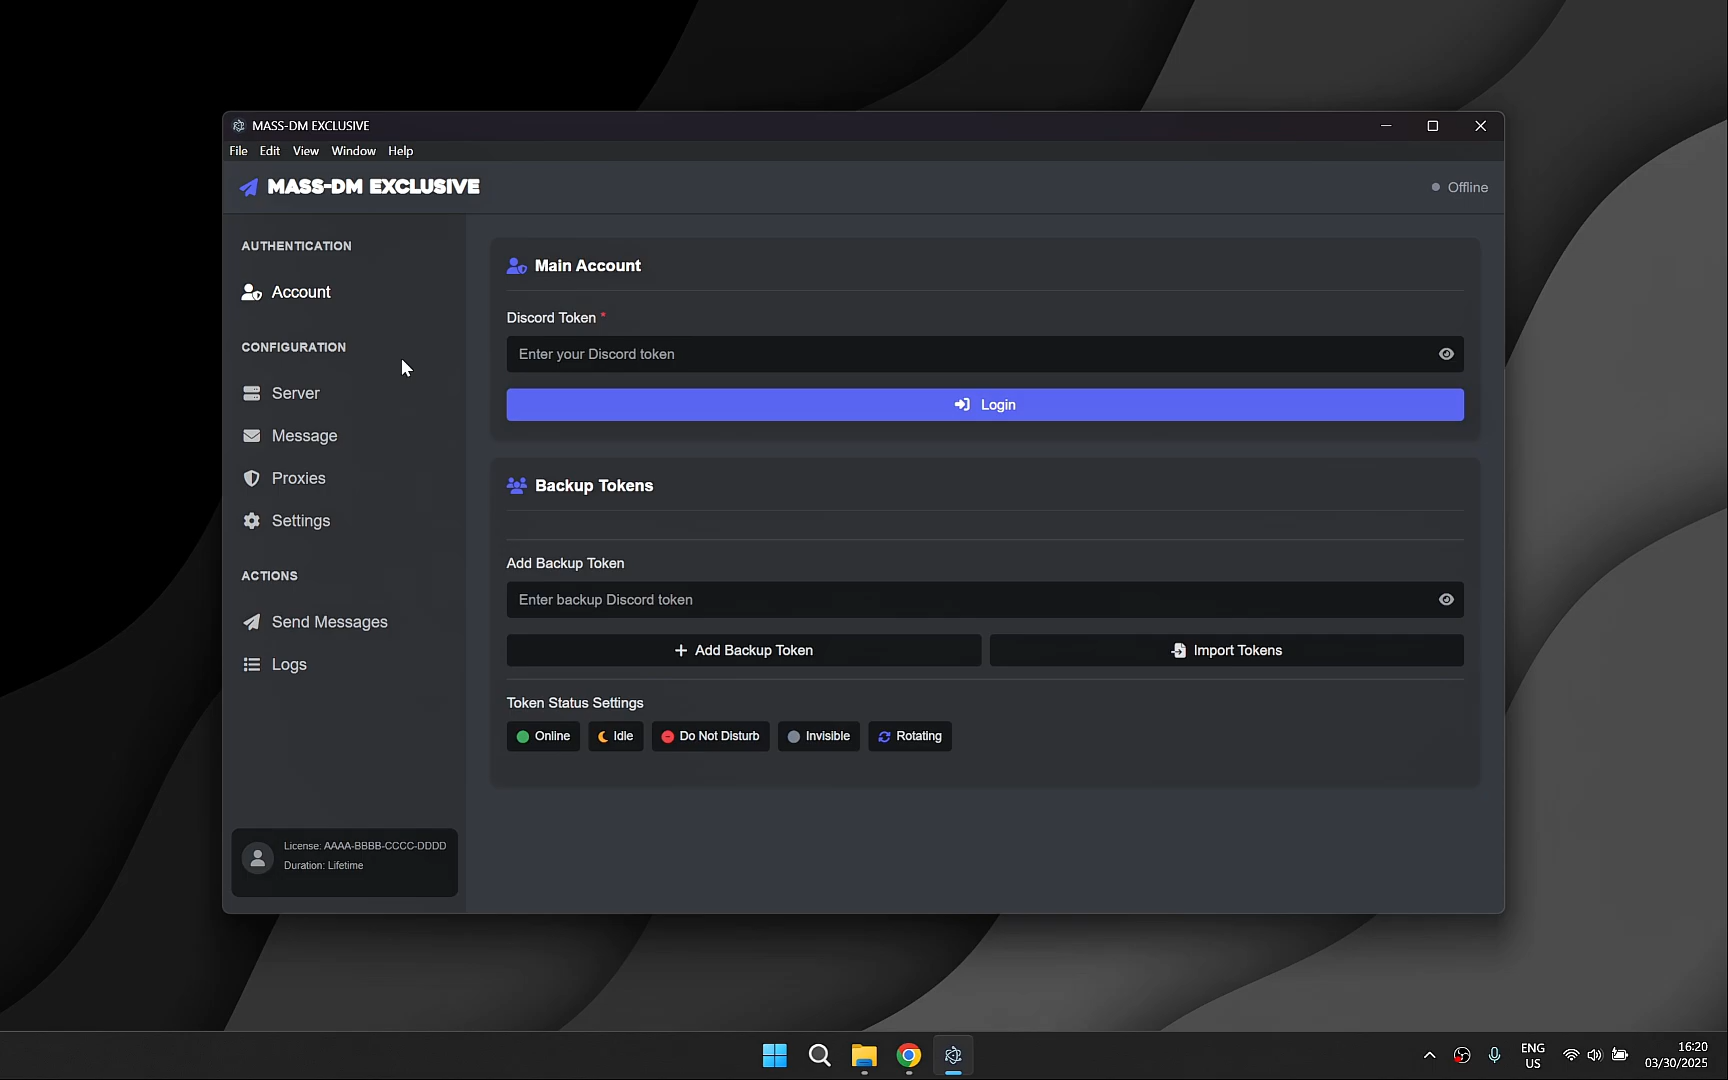 MASS-DM EXCLUSIVE
File Edit View Window Help
MASS-DM EXCLUSIVE
Offline
AUTHENTICATION
Account
CONFIGURATION
Server
Message
Proxies
Settings
ACTIONS
Send Messages
Logs
License: AAAA-BBBB-CCCC-DDDD
Duration: Lifetime
Main Account
Discord Token *
Enter your Discord token
Login
Backup Tokens
Add Backup Token
Enter backup Discord token
+ Add Backup Token
Import Tokens
Token Status Settings
Online Idle Do Not Disturb Invisible Rotating
ENG
US
16:20
03/30/2025